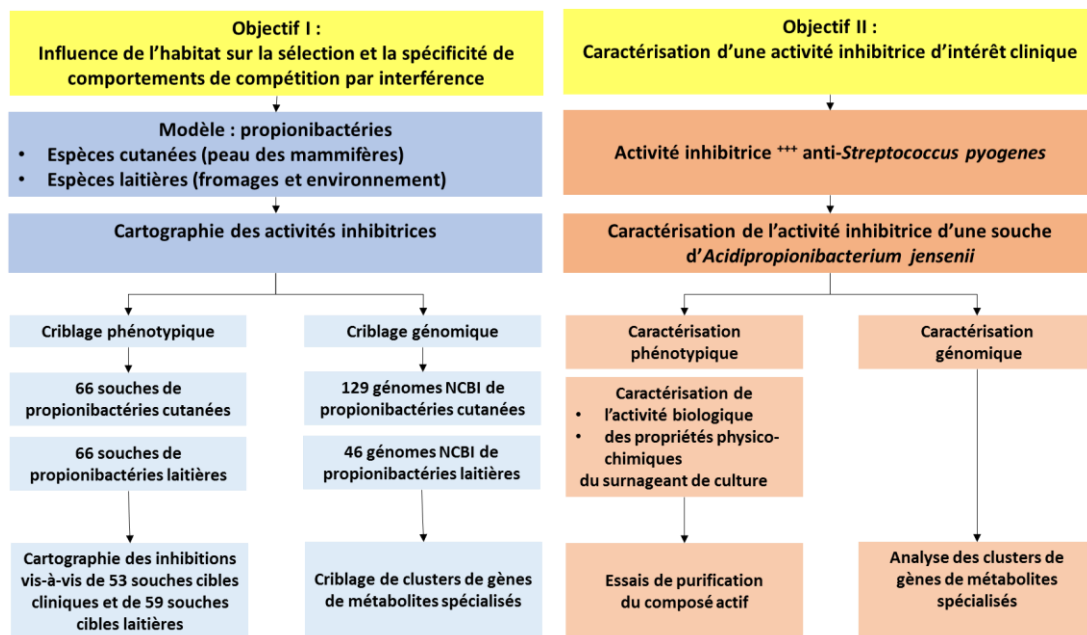 Objectif I :
Influence de l'habitat sur la sélection et la spécificité de
comportements de compétition par interférence
Modèle : propionibactéries
• Espèces cutanées (peau des mammifères)
• Espèces laitières (fromages et environnement)
Cartographie des activités inhibitrices
Criblage phénotypique
66 souches de
propionibactéries cutanées
66 souches de
propionibactéries laitières
Cartographie des inhibitions
vis-à-vis de 53 souches cibles
cliniques et de 59 souches
cibles laitières
Criblage génomique
129 génomes NCBI de
propionibactéries cutanées
46 génomes NCBI de
propionibactéries laitières
Criblage de clusters de gènes
de métabolites spécialisés
Objectif II :
Caractérisation d'une activité inhibitrice d'intérêt clinique
Activité inhibitrice +++ anti-Streptococcus pyogenes
Caractérisation de l'activité inhibitrice d'une souche
d'Acidipropionibacterium jensenii
Caractérisation
phénotypique
Caractérisation de
• l'activité biologique
• des propriétés physico-
chimiques
du surnageant de culture
Essais de purification
du composé actif
Caractérisation
génomique
Analyse des clusters de
gènes de métabolites
spécialisés